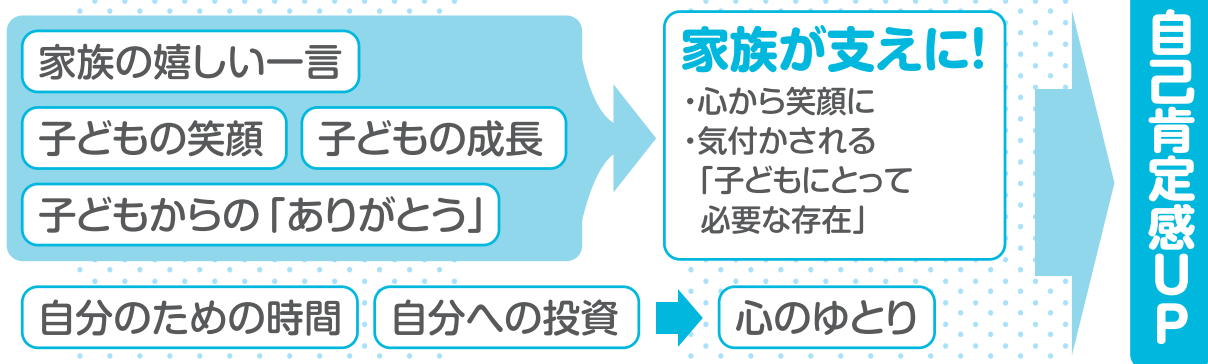 家族の嬉しい一言
子どもの笑顔
子どもの成長
子どもからの「ありがとう」
家族が支えに!
・心から笑顔に
・気付かされる
「子どもにとって
必要な存在」
自分のための時間
自分への投資
心のゆとり
自己肯定感UP